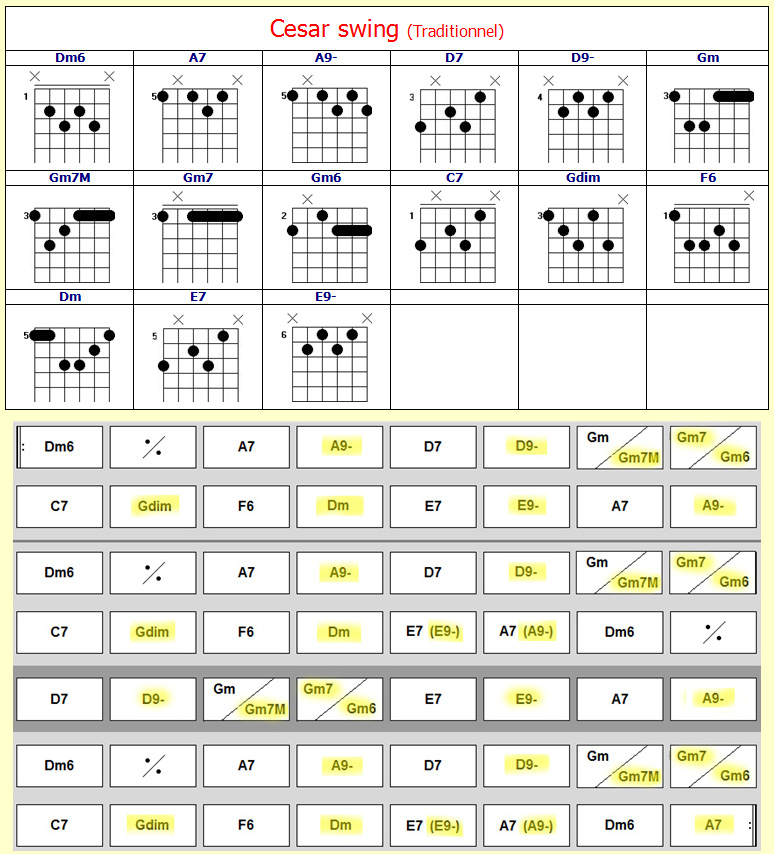 Cesar swing (Traditionnel)
Dm6 A7 A9- D7 D9- Gm
1 5 5 3 4 3
Gm7M Gm7 Gm6 C7 Gdim F6
3 3 2 1 3 1
Dm E7 E9-
5 5 6
: Dm6 ٪ A7 A9- D7 D9- Gm Gm7M Gm7 Gm6
C7 Gdim F6 Dm E7 E9- A7 A9-
Dm6 ٪ A7 A9- D7 D9- Gm Gm7M Gm7 Gm6
C7 Gdim F6 Dm E7 (E9-) A7 (A9-) Dm6 ٪
D7 D9- Gm Gm7M Gm7 Gm6 E7 E9- A7 A9-
Dm6 ٪ A7 A9- D7 D9- Gm Gm7M Gm7 Gm6
C7 Gdim F6 Dm E7 (E9-) A7 (A9-) Dm6 A7 :